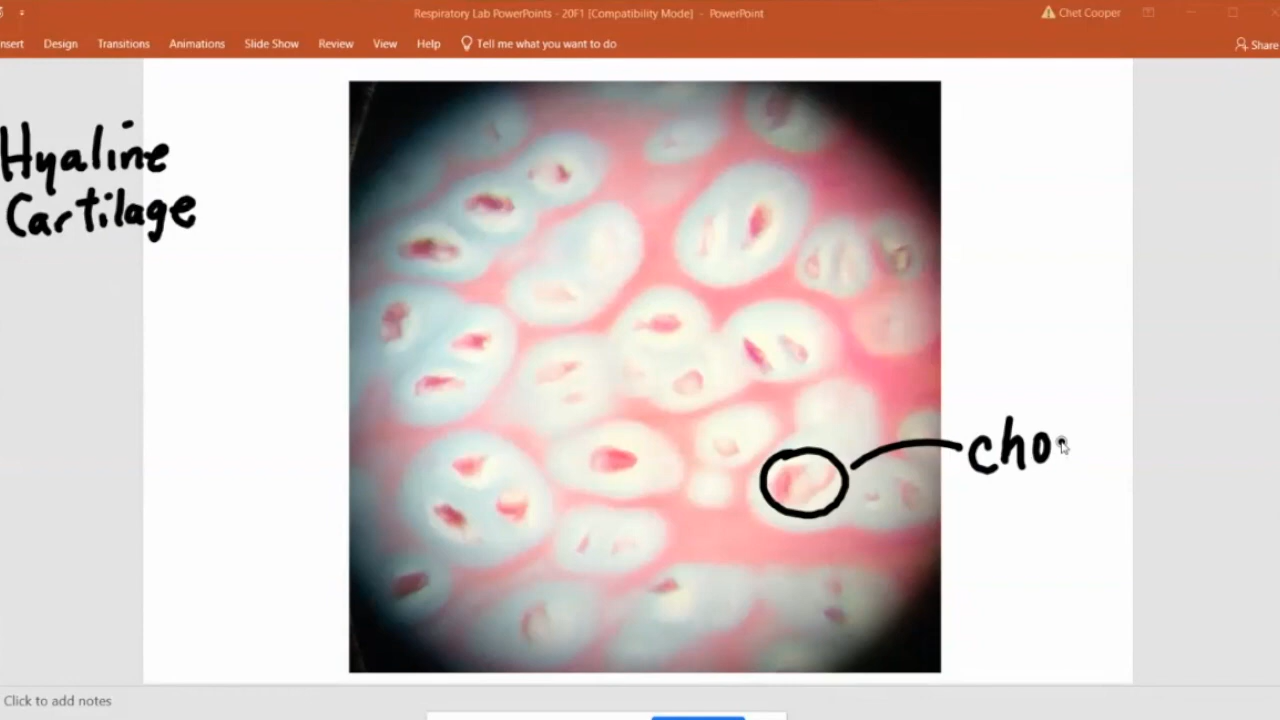 Respiratory Lab PowerPoints - 20F1 [Compatibility Mode] - PowerPoint
Chet Cooper
nsert Design Transitions Animations Slide Show Review View Help Tell me what you want to do
Share
Hyaline
Cartilage
cho
Click to add notes